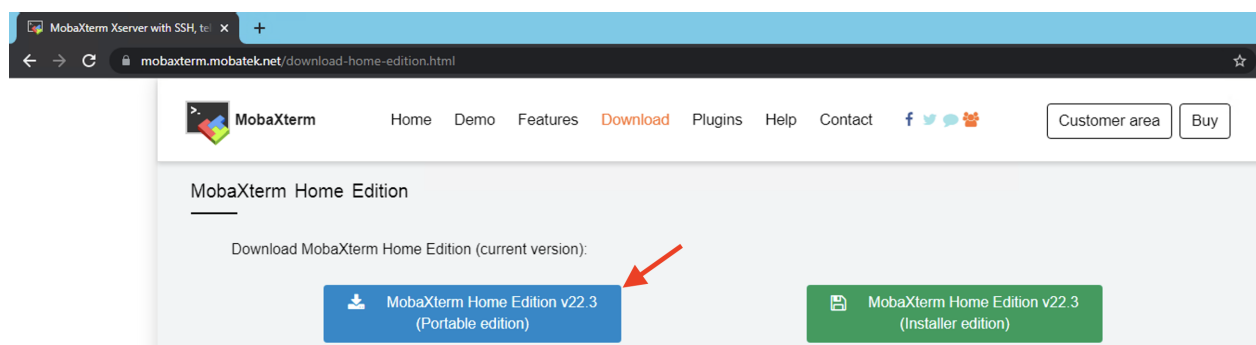 MobaXterm Xserver with SSH, tel
mobaxterm.mobatek.net/download-home-edition.html
MobaXterm Home Demo Features Download Plugins Help Contact Customer area Buy
MobaXterm Home Edition
Download MobaXterm Home Edition (current version):
MobaXterm Home Edition v22.3
(Portable edition)
MobaXterm Home Edition v22.3
(Installer edition)